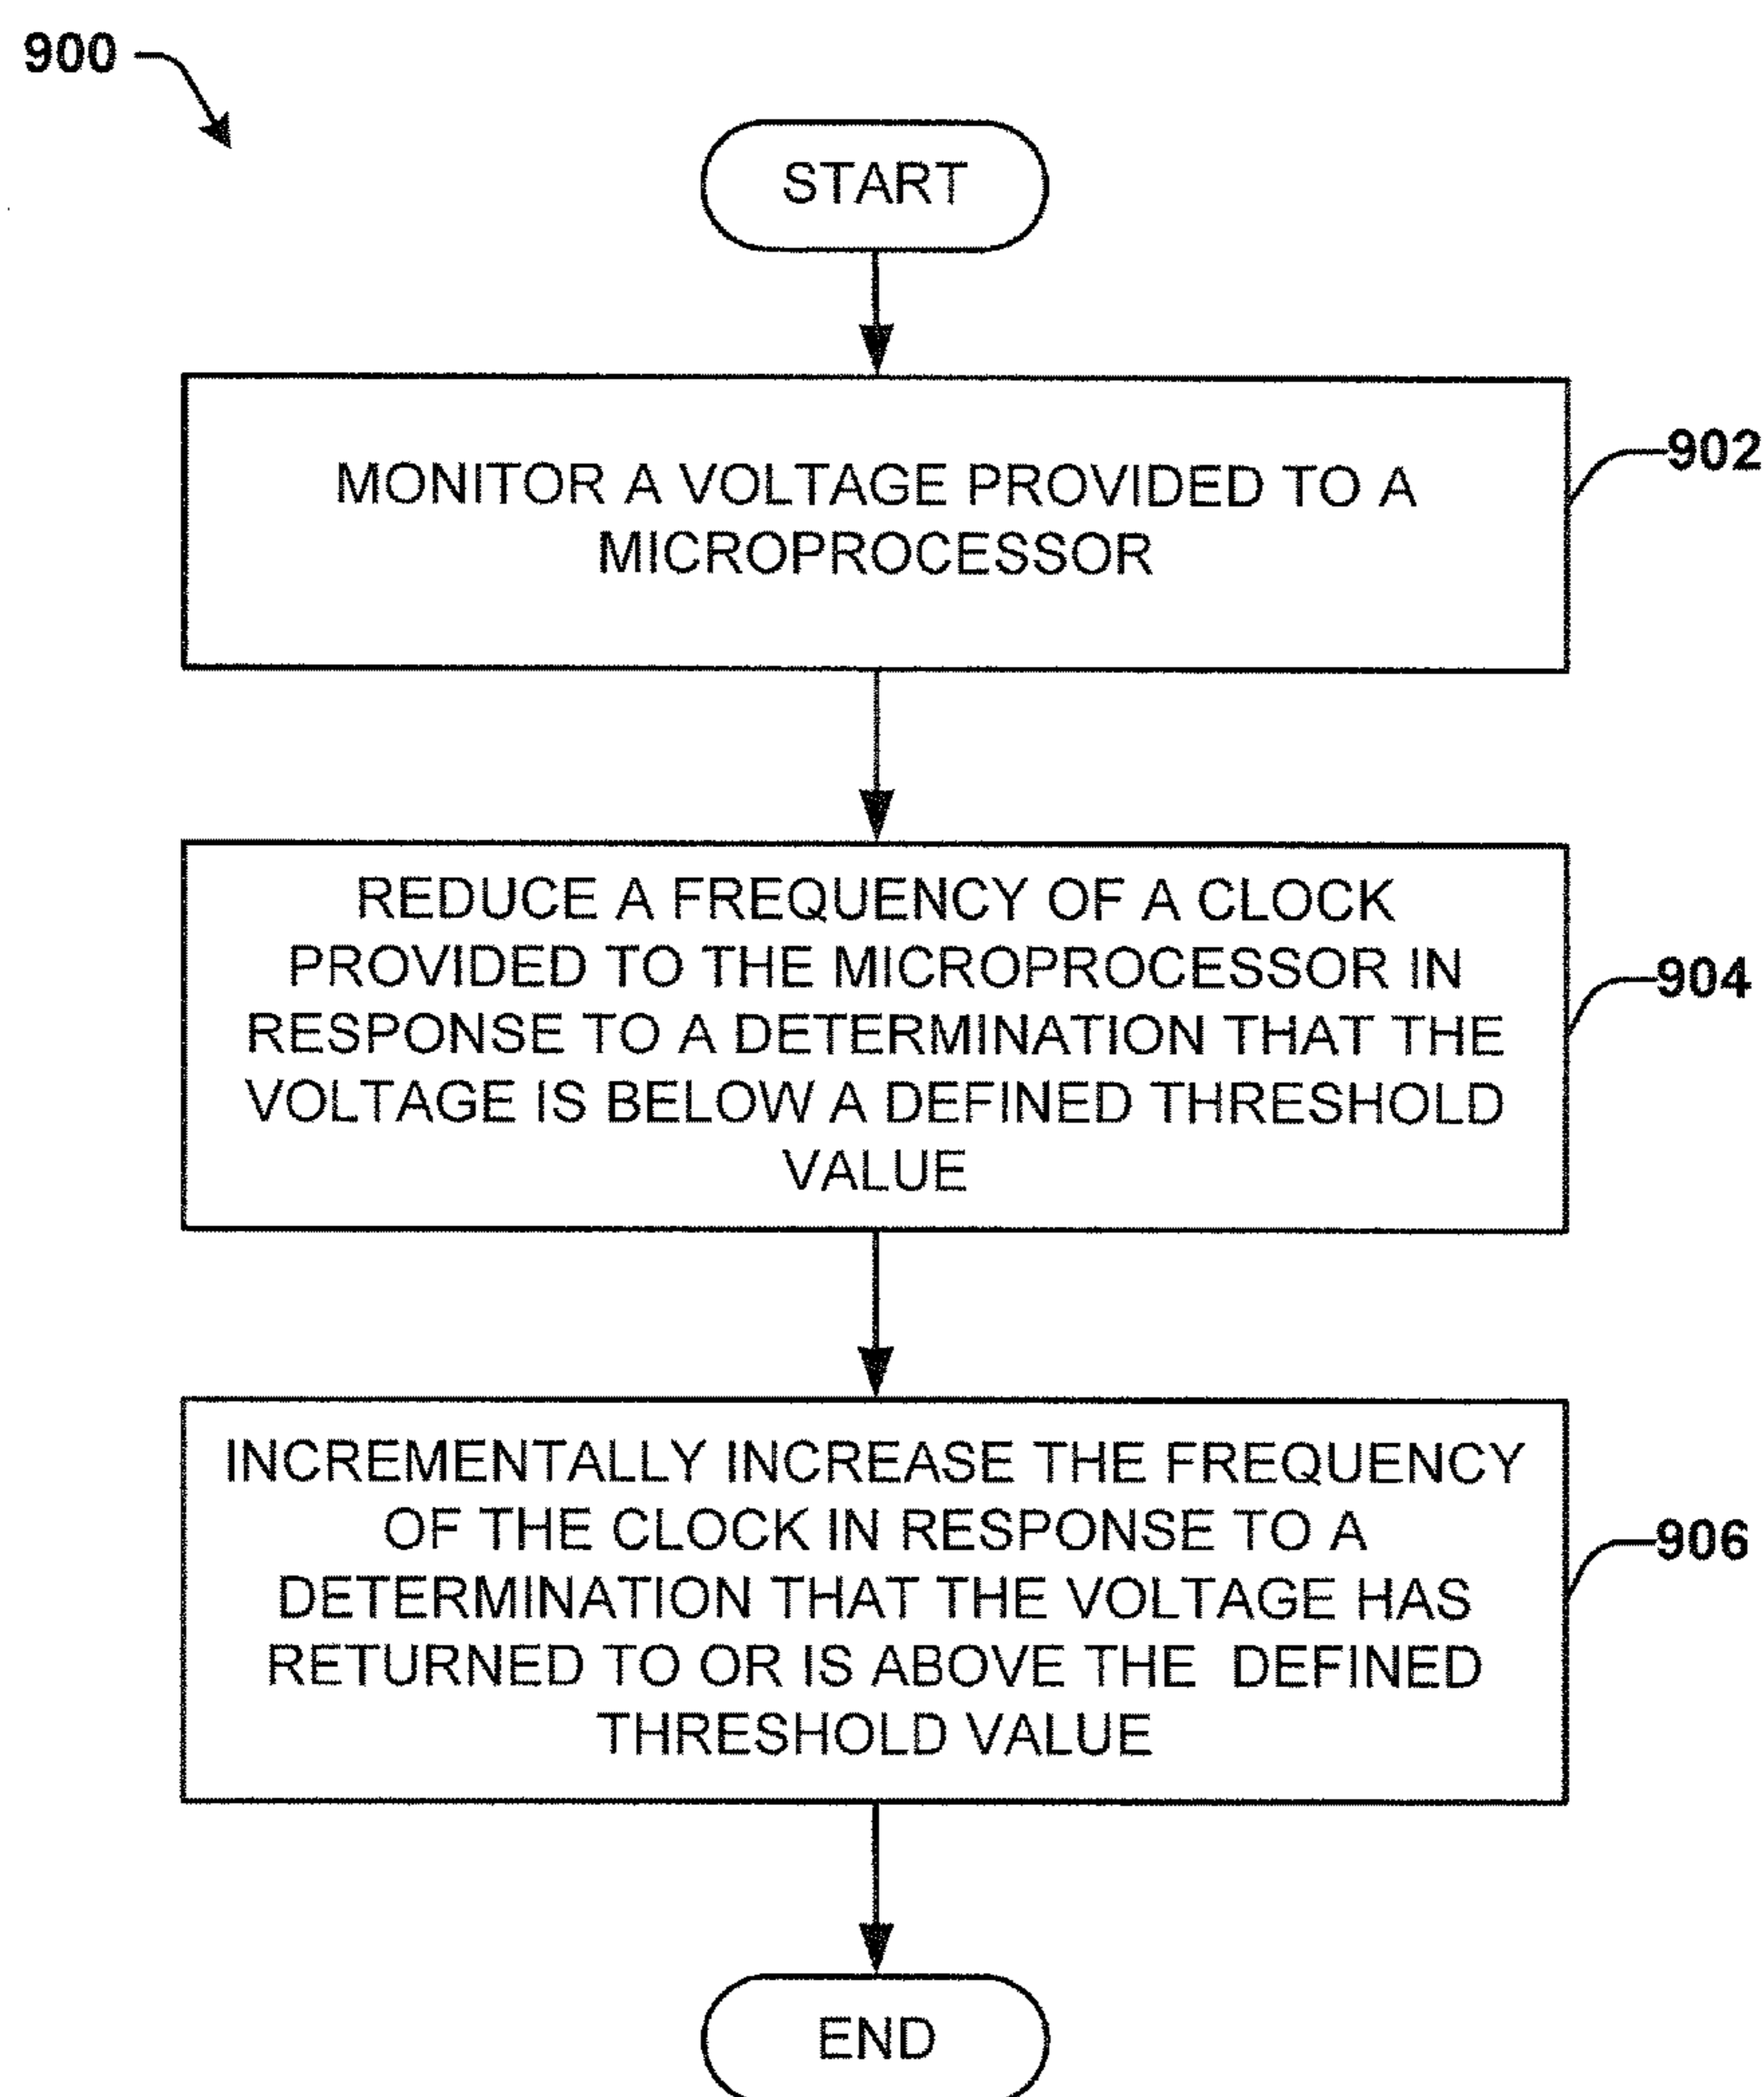 900
START
MONITOR A VOLTAGE PROVIDED TO A
MICROPROCESSOR
902
REDUCE A FREQUENCY OF A CLOCK
PROVIDED TO THE MICROPROCESSOR IN
RESPONSE TO A DETERMINATION THAT THE
VOLTAGE IS BELOW A DEFINED THRESHOLD
VALUE
904
INCREMENTALLY INCREASE THE FREQUENCY
OF THE CLOCK IN RESPONSE TO A
DETERMINATION THAT THE VOLTAGE HAS
RETURNED TO OR IS ABOVE THE DEFINED
THRESHOLD VALUE
906
END